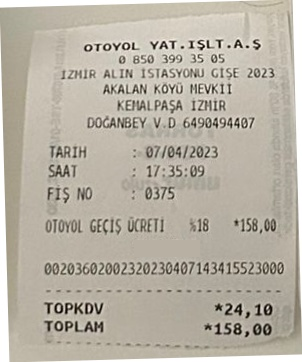 OTOYOL YAT.IŞLT.A.Ş
0 850 399 35 05
IZMIR ALIN ISTASYONU GIŞE 2023
AKALAN KÖYÜ MEVKII
KEMALPAŞA IZMIR
DOĞANBEY V.D 6490494407
TARIH : 07/04/2023
SAAT : 17:35:09
FIŞ NO : 0375
OTOYOL GEÇIŞ ÜCRETI %18 *158,00
00203602002320230407143415523000
TOPKDV *24,10
TOPLAM *158,00